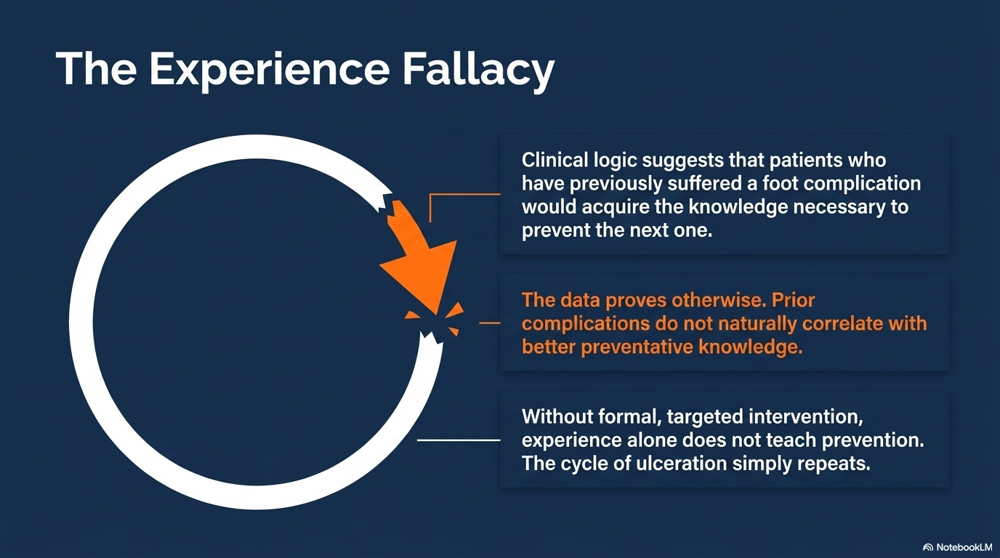 The Experience Fallacy
Clinical logic suggests that patients who
have previously suffered a foot complication
would acquire the knowledge necessary to
prevent the next one.
The data proves otherwise. Prior
complications do not naturally correlate with
better preventative knowledge.
Without formal, targeted intervention,
experience alone does not teach prevention.
The cycle of ulceration simply repeats.
NotebookLM